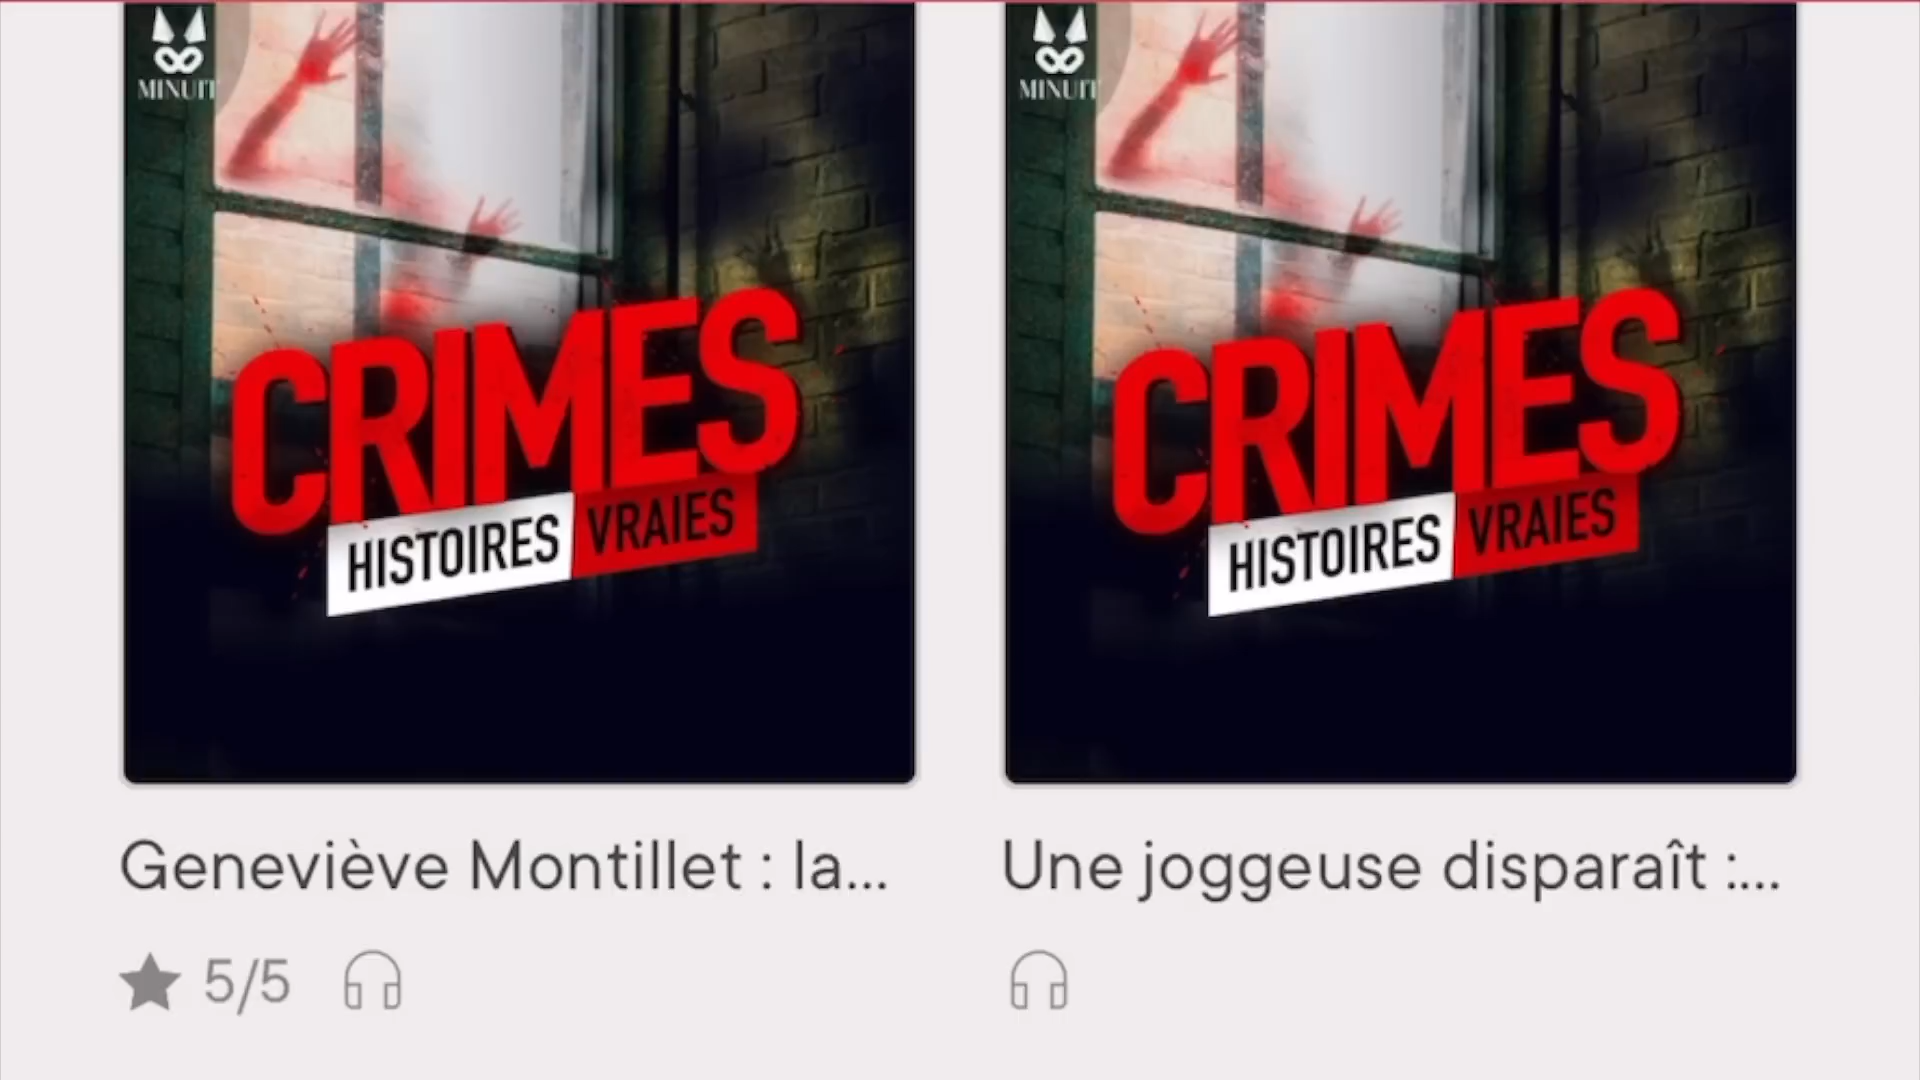 MINUIT
CRIMES
HISTOIRES VRAIES
Geneviève Montillet : la...
5/5
MINUIT
CRIMES
HISTOIRES VRAIES
Une joggeuse disparaît :...